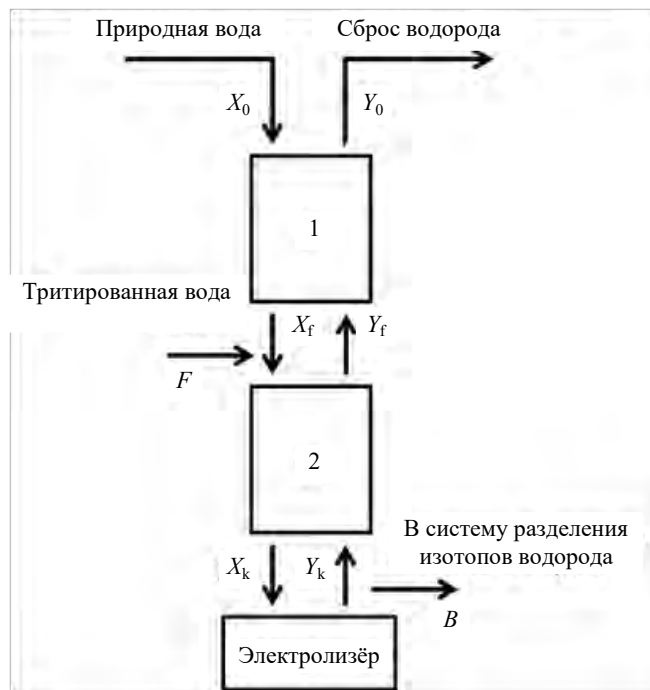 Природная вода
Сброс водорода
X0
Y0
1
Тритированная вода
Xf
Yf
F
2
В систему разделения
изотопов водорода
Xk
Yk
B
Электролизёр